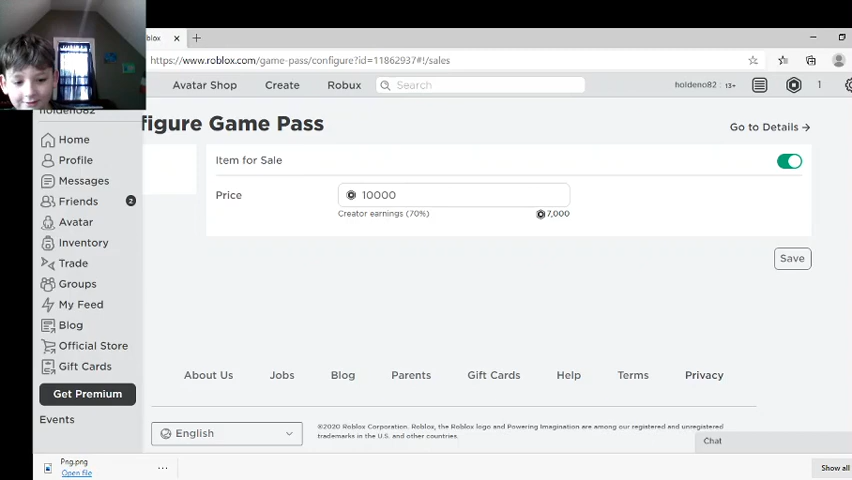 blox
https://www.roblox.com/game-pass/configure?id=11862937#!/sales
Avatar Shop Create Robux Search holdeno82 : 13+ 1
holdeno82
figure Game Pass
Go to Details →
Home
Profile
Messages
Friends 2
Avatar
Inventory
Trade
Groups
My Feed
Blog
Official Store
Gift Cards
Get Premium
Events
Item for Sale
Price 10000
Creator earnings (70%) 7,000
Save
About Us Jobs Blog Parents Gift Cards Help Terms Privacy
English
©2020 Roblox Corporation. Roblox, the Roblox logo and Powering Imagination are among our registered and unregistered
trademarks in the U.S. and other countries.
Chat
Png.png
Open file
Show all